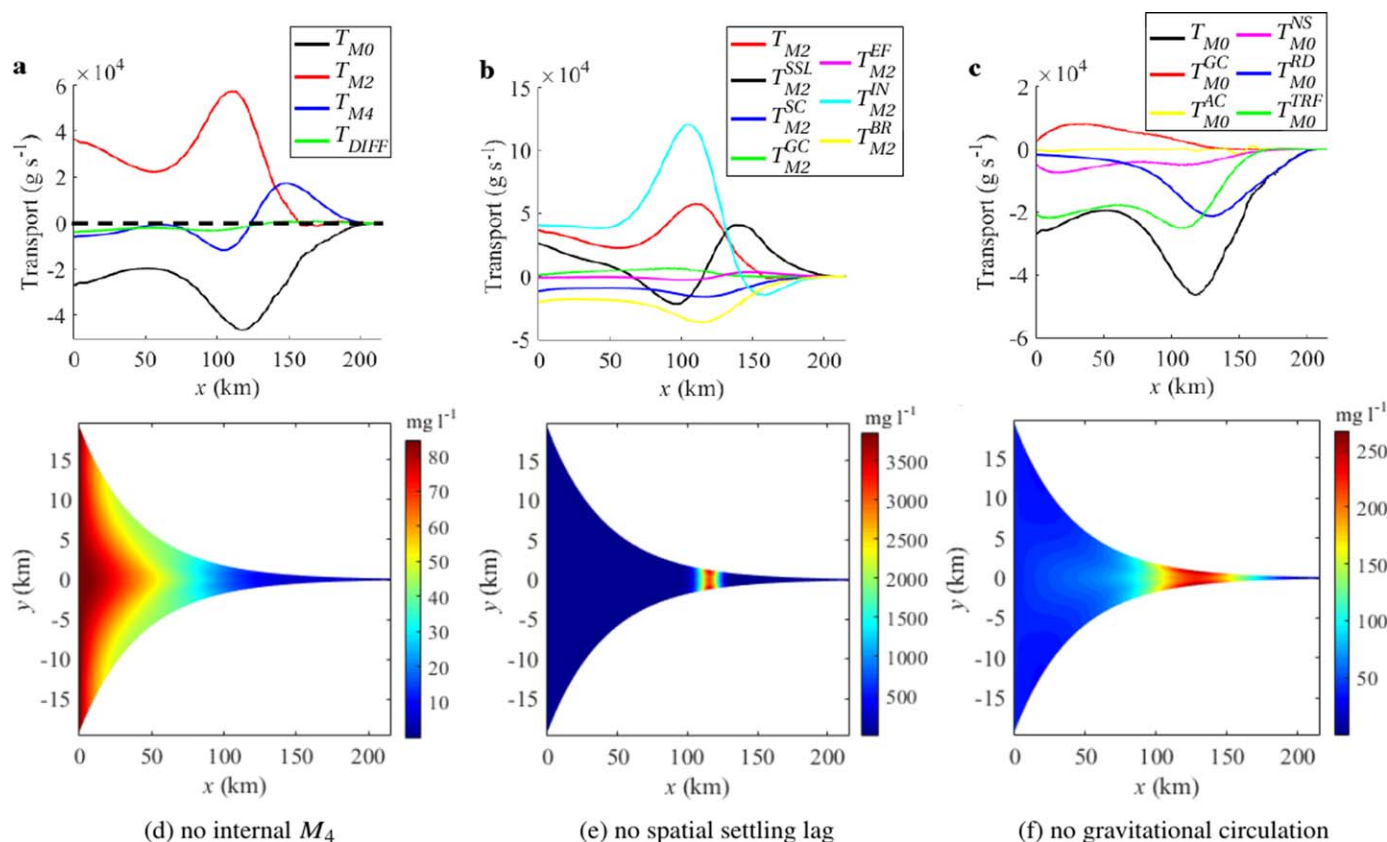 a
×10⁴
Transport (g s⁻¹)
6
4
2
0
-2
-4
0 50 100 150 200
x (km)
T_M0
T_M2
T_M4
T_DIFF
b
×10⁴
Transport (g s⁻¹)
15
10
5
0
-5
0 50 100 150 200
x (km)
T_M2 T_M2^EF
T_M2^SSL T_M2^IN
T_M2^SC T_M2^BR
T_M2^GC
c
×10⁴
Transport (g s⁻¹)
2
0
-2
-4
-6
0 50 100 150 200
x (km)
T_M0 T_M0^NS
T_M0^GC T_M0^RD
T_M0^AC T_M0^TRF
mg l⁻¹
y (km)
15
10
5
0
-5
-10
-15
0 50 100 150 200
x (km)
80
70
60
50
40
30
20
10
(d) no internal M₄
mg l⁻¹
y (km)
15
10
5
0
-5
-10
-15
0 50 100 150 200
x (km)
3500
3000
2500
2000
1500
1000
500
(e) no spatial settling lag
mg l⁻¹
y (km)
15
10
5
0
-5
-10
-15
0 50 100 150 200
x (km)
250
200
150
100
50
(f) no gravitational circulation